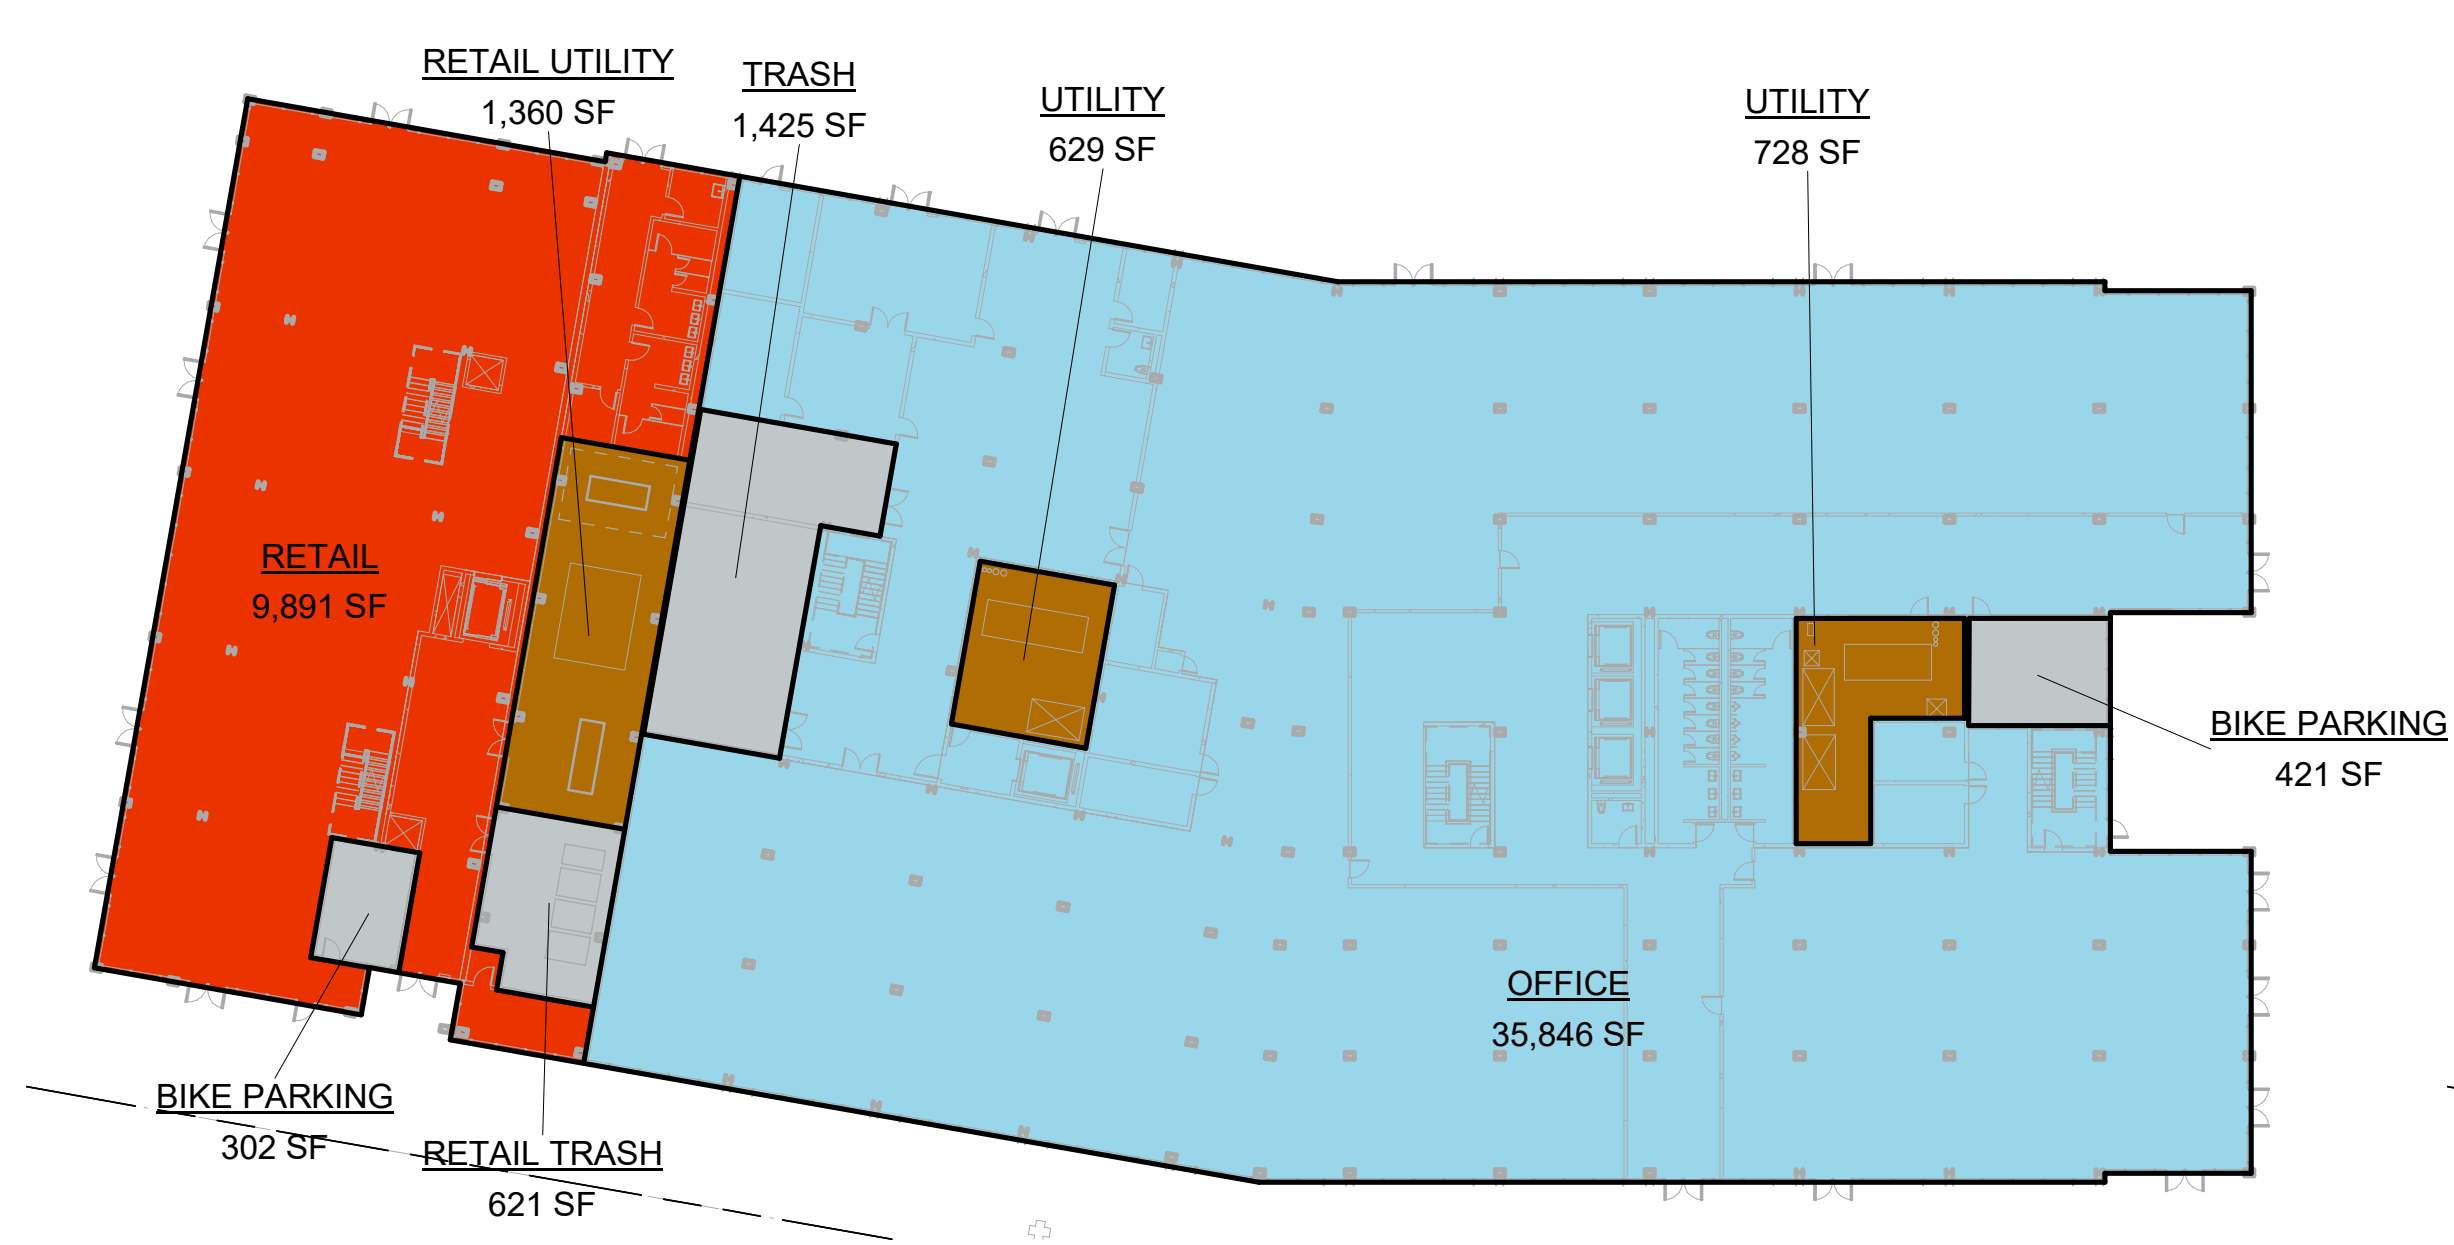 RETAIL UTILITY
1,360 SF
TRASH
1,425 SF
UTILITY
629 SF
UTILITY
728 SF
RETAIL
9,891 SF
BIKE PARKING
421 SF
OFFICE
35,846 SF
BIKE PARKING
302 SF
RETAIL TRASH
621 SF